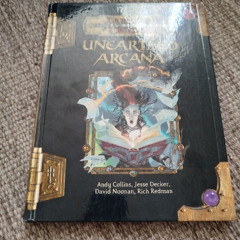 UNEARTHED
ARCANA
Andy Collins, Jesse Decker,
David Noonan, Rich Redman